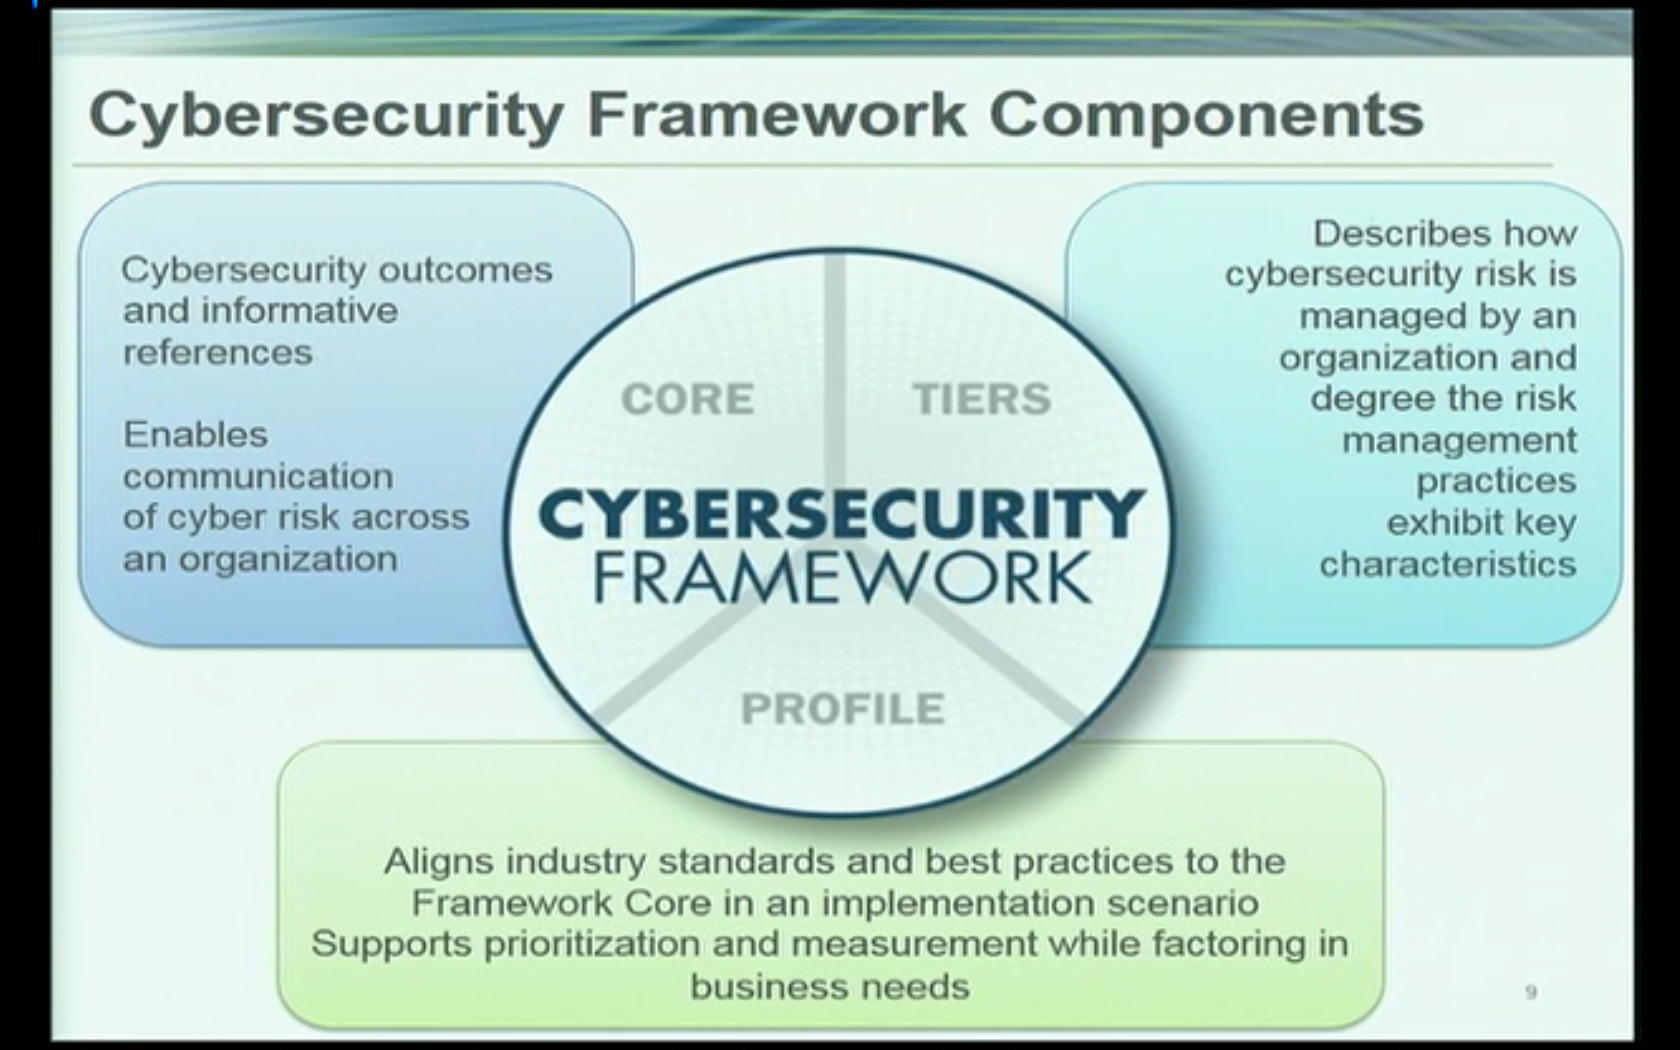 Cybersecurity Framework Components
Cybersecurity outcomes
and informative
references
Enables
communication
of cyber risk across
an organization
Describes how
cybersecurity risk is
managed by an
organization and
degree the risk
management
practices
exhibit key
characteristics
CORE
TIERS
CYBERSECURITY
FRAMEWORK
PROFILE
Aligns industry standards and best practices to the
Framework Core in an implementation scenario
Supports prioritization and measurement while factoring in
business needs
9